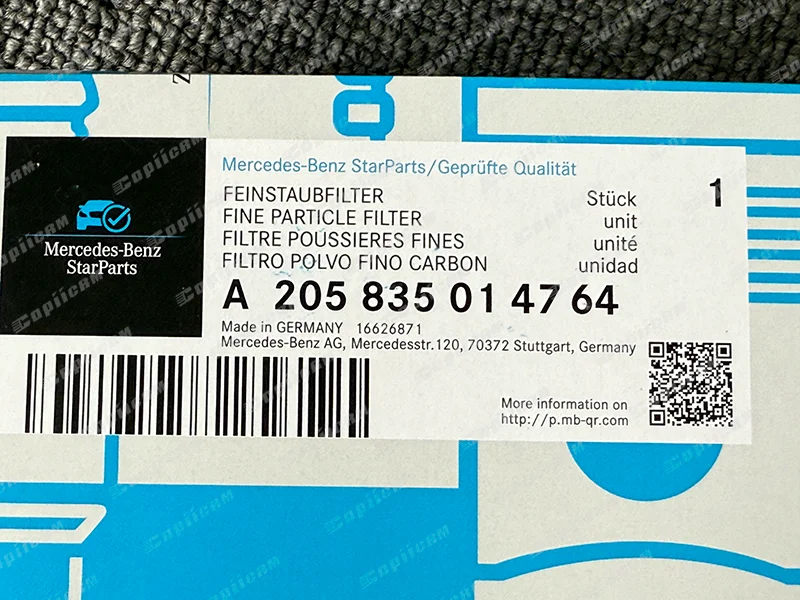 Mercedes-Benz StarParts/Geprüfte Qualität
FEINSTAUBFILTER Stück 1
FINE PARTICLE FILTER unit
FILTRE POUSSIERES FINES unité
FILTRO POLVO FINO CARBON unidad
Mercedes-Benz
StarParts
A 205 835 01 47 64
Made in GERMANY 16626871
Mercedes-Benz AG, Mercedesstr.120, 70372 Stuttgart, Germany
More information on
http://p.mb-qr.com
Copiicam